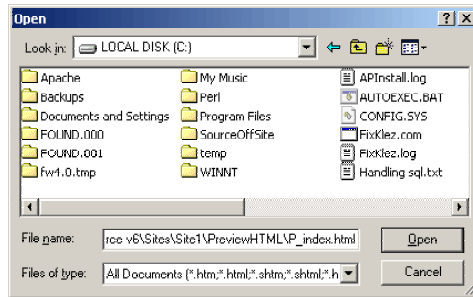 Open
Look in: LOCAL DISK (C:)
Apache
Backups
Documents and Settings
FOUND.000
FOUND.001
fw4.0.tmp
My Music
Perl
Program Files
SourceOffSite
temp
WINNT
APInstall.log
AUTOEXEC.BAT
CONFIG.SYS
FixKlez.com
FixKlez.log
Handling sql.txt
File name: rce v6\Sites\Site1\PreviewHTML\P_index.html
Open
Files of type: All Documents (*.htm;*.html;*.shtm;*.shtml;*.h
Cancel